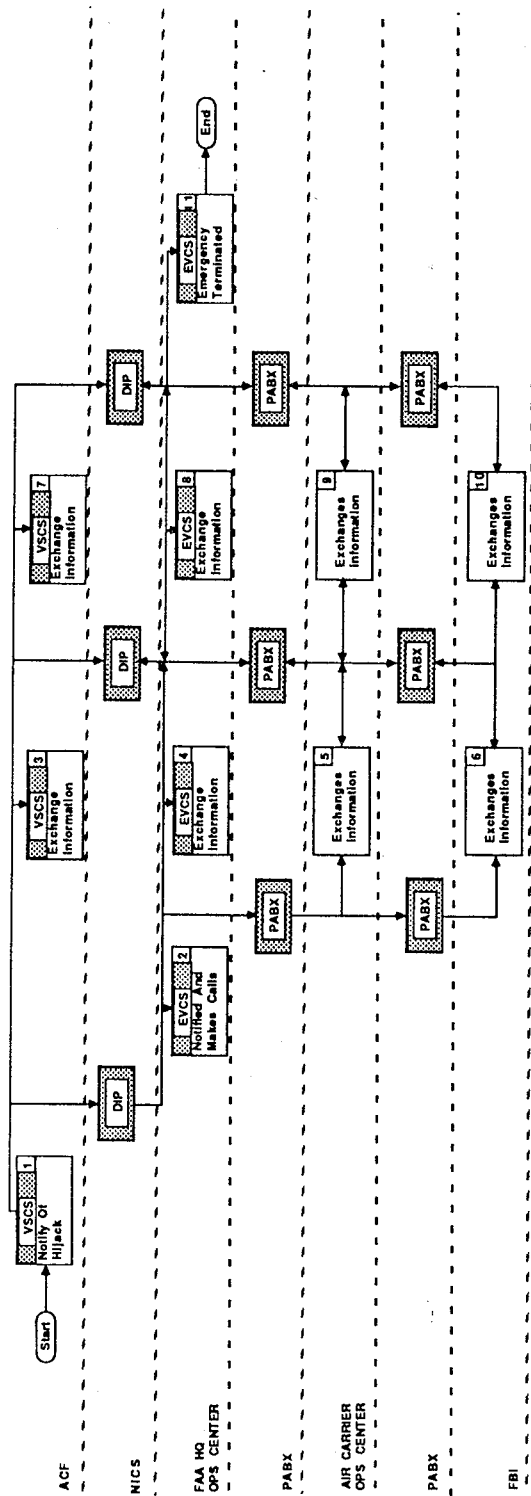 ACF
Start
VSCS 1
Notify Of
Hijack
VSCS 3
Exchange
Information
VSCS 7
Exchange
Information
NICS
DIP
DIP
DIP
FAA HQ
OPS CENTER
EVCS 2
Notified And
Makes Calls
EVCS 4
Exchange
Information
EVCS 8
Exchange
Information
EVCS 11
Emergency
Terminated
End
PABX
PABX
PABX
PABX
AIR CARRIER
OPS CENTER
5
Exchanges
Information
9
Exchanges
Information
PABX
PABX
PABX
PABX
FBI
6
Exchanges
Information
10
Exchanges
Information